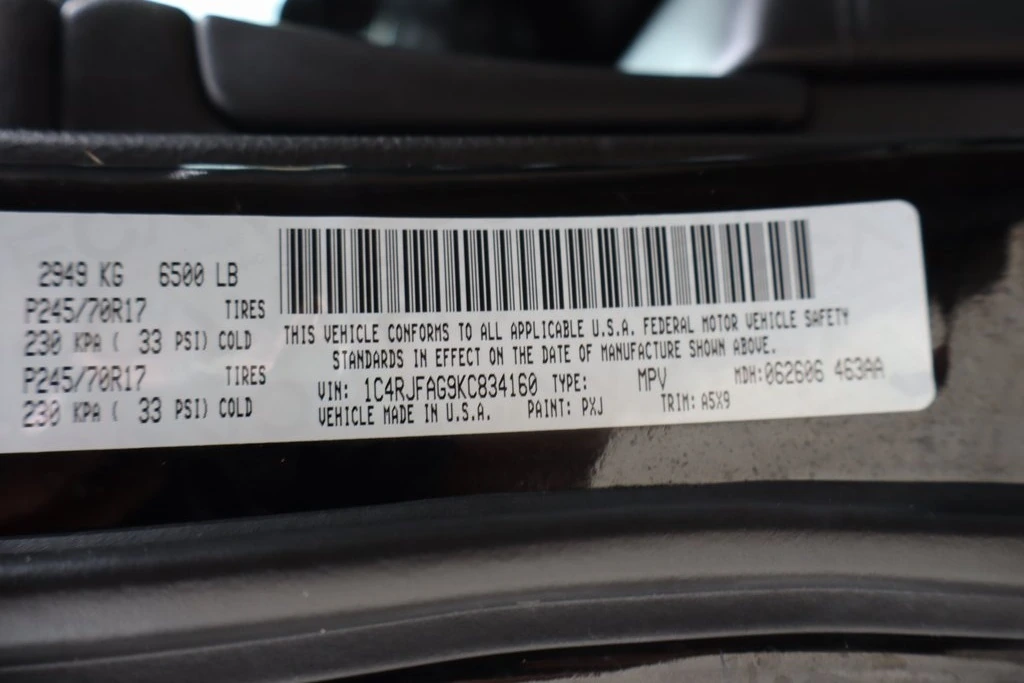 2949 KG 6500 LB
P245/70R17 TIRES
230 KPA ( 33 PSI) COLD
P245/70R17 TIRES
230 KPA ( 33 PSI) COLD
THIS VEHICLE CONFORMS TO ALL APPLICABLE U.S.A. FEDERAL MOTOR VEHICLE SAFETY
STANDARDS IN EFFECT ON THE DATE OF MANUFACTURE SHOWN ABOVE.
VIN: 1C4RJFAG9KC834160 TYPE: MPV MDH:062606 463AA
VEHICLE MADE IN U.S.A. PAINT: PXJ TRIM: A5X9